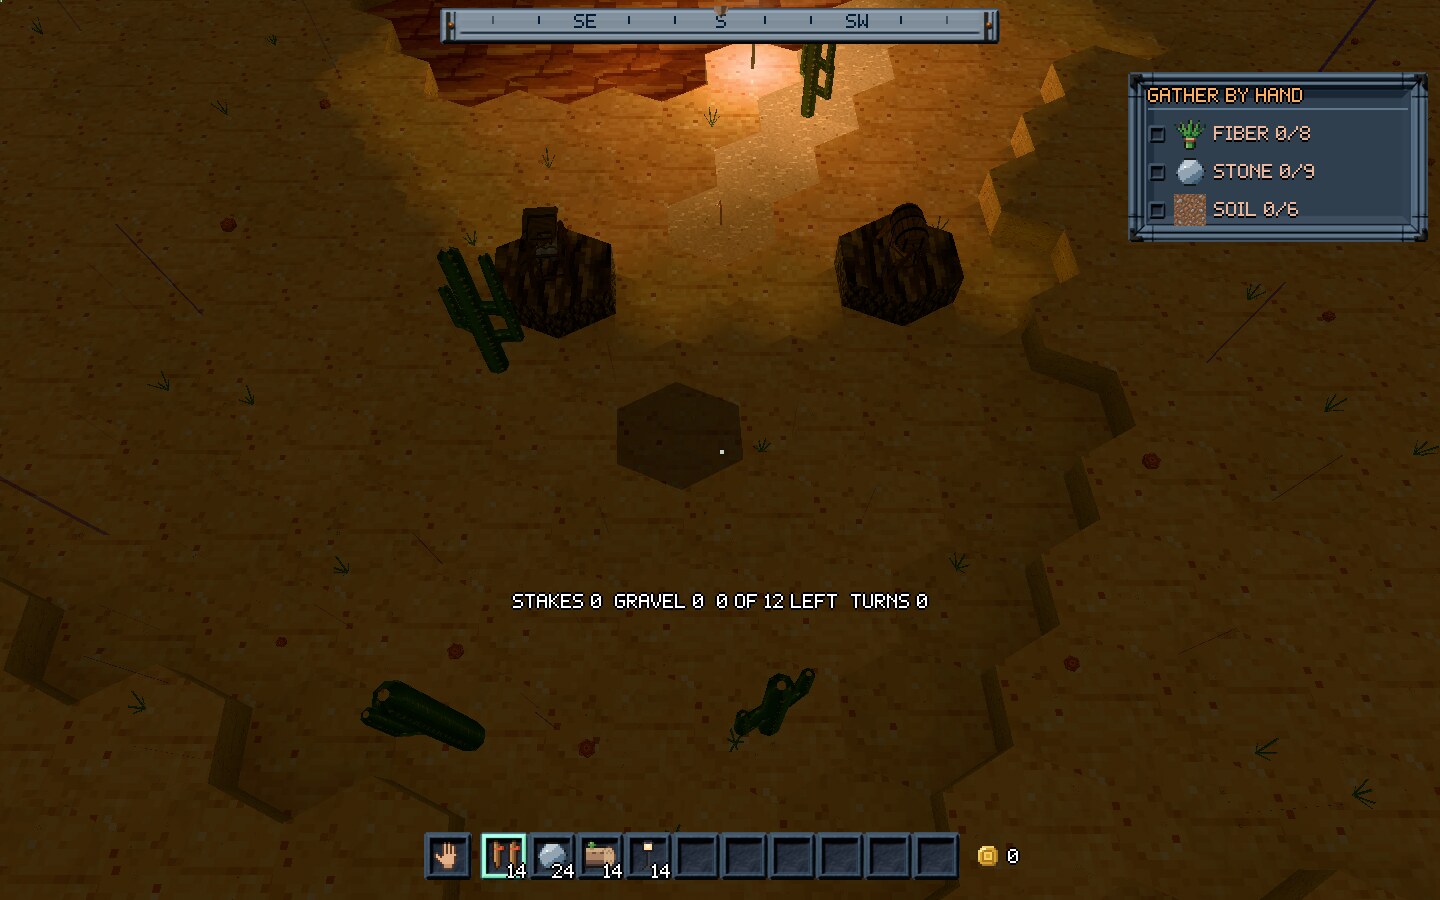 SE S SW
GATHER BY HAND
FIBER 0/8
STONE 0/9
SOIL 0/6
STAKES 0 GRAVEL 0 0 OF 12 LEFT TURNS 0
14 24 14 14 0